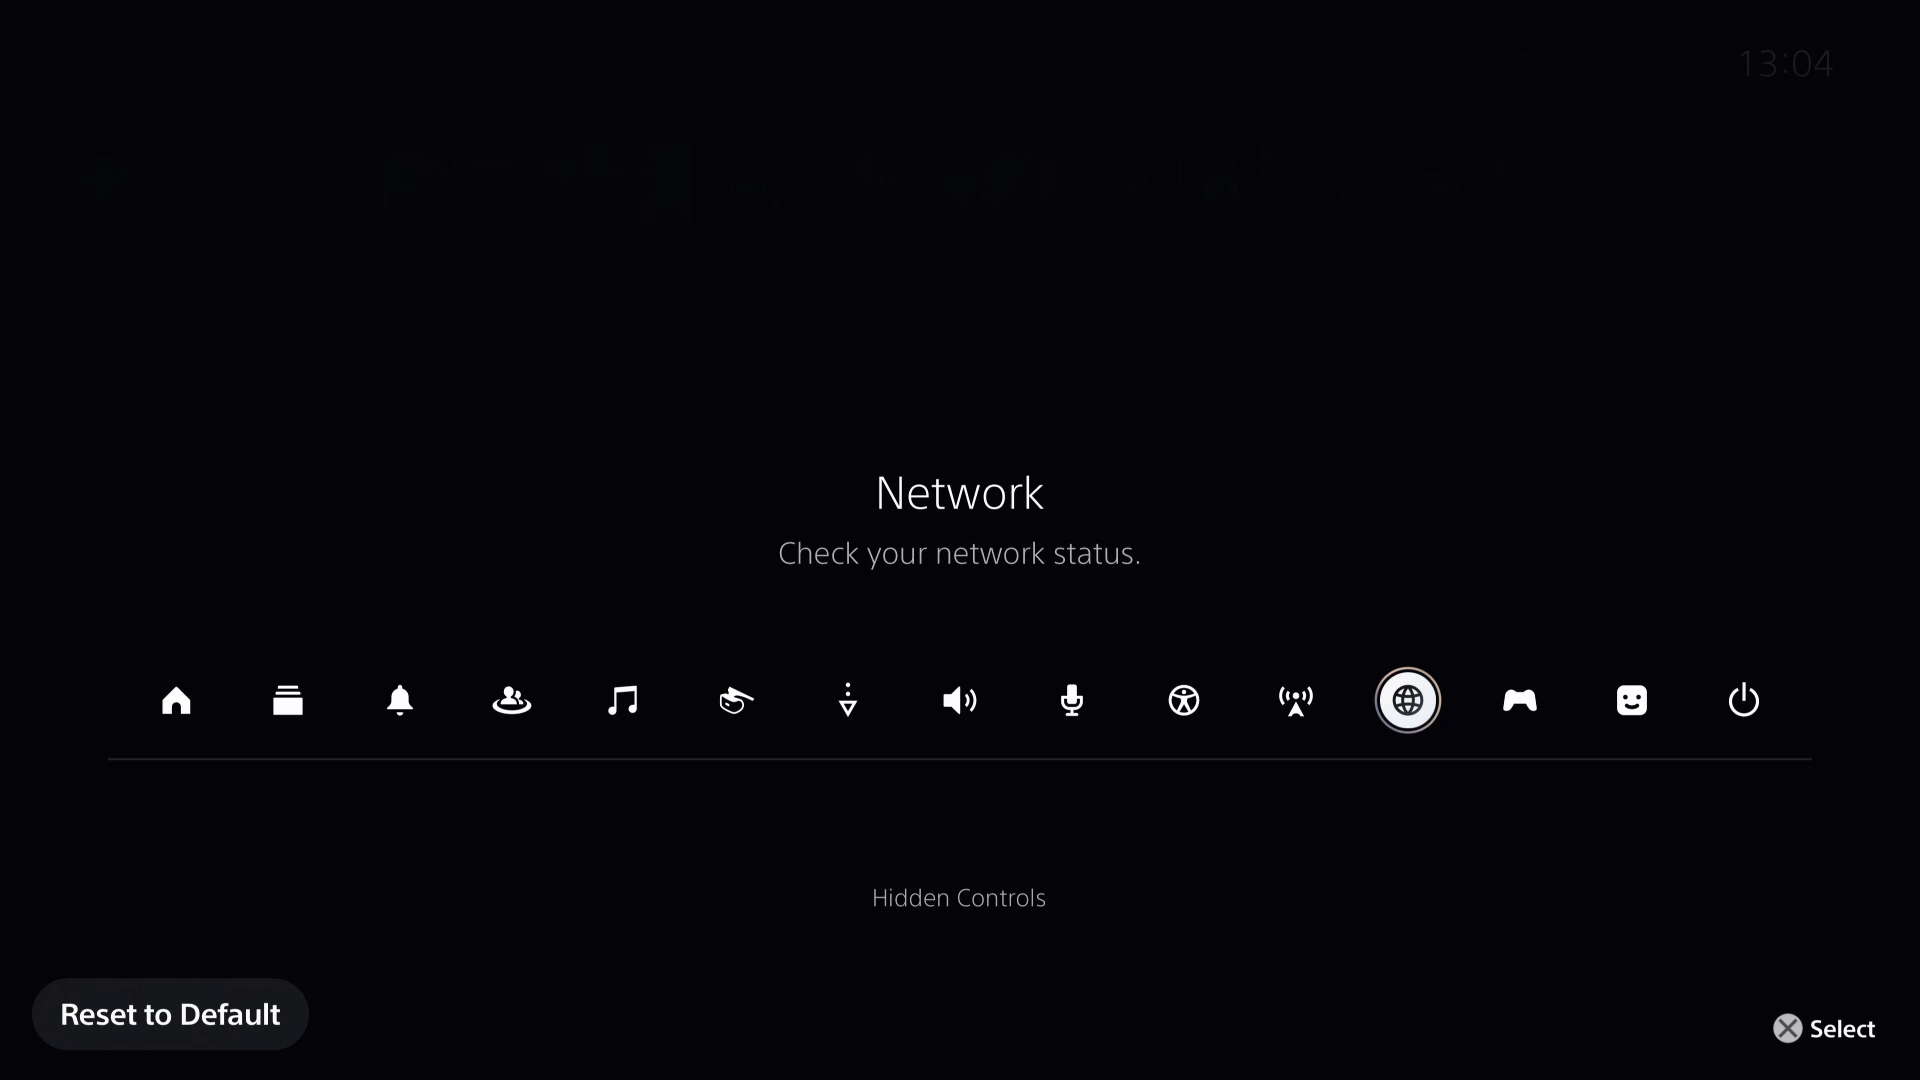 13:04
Network
Check your network status.
Hidden Controls
Reset to Default
Select